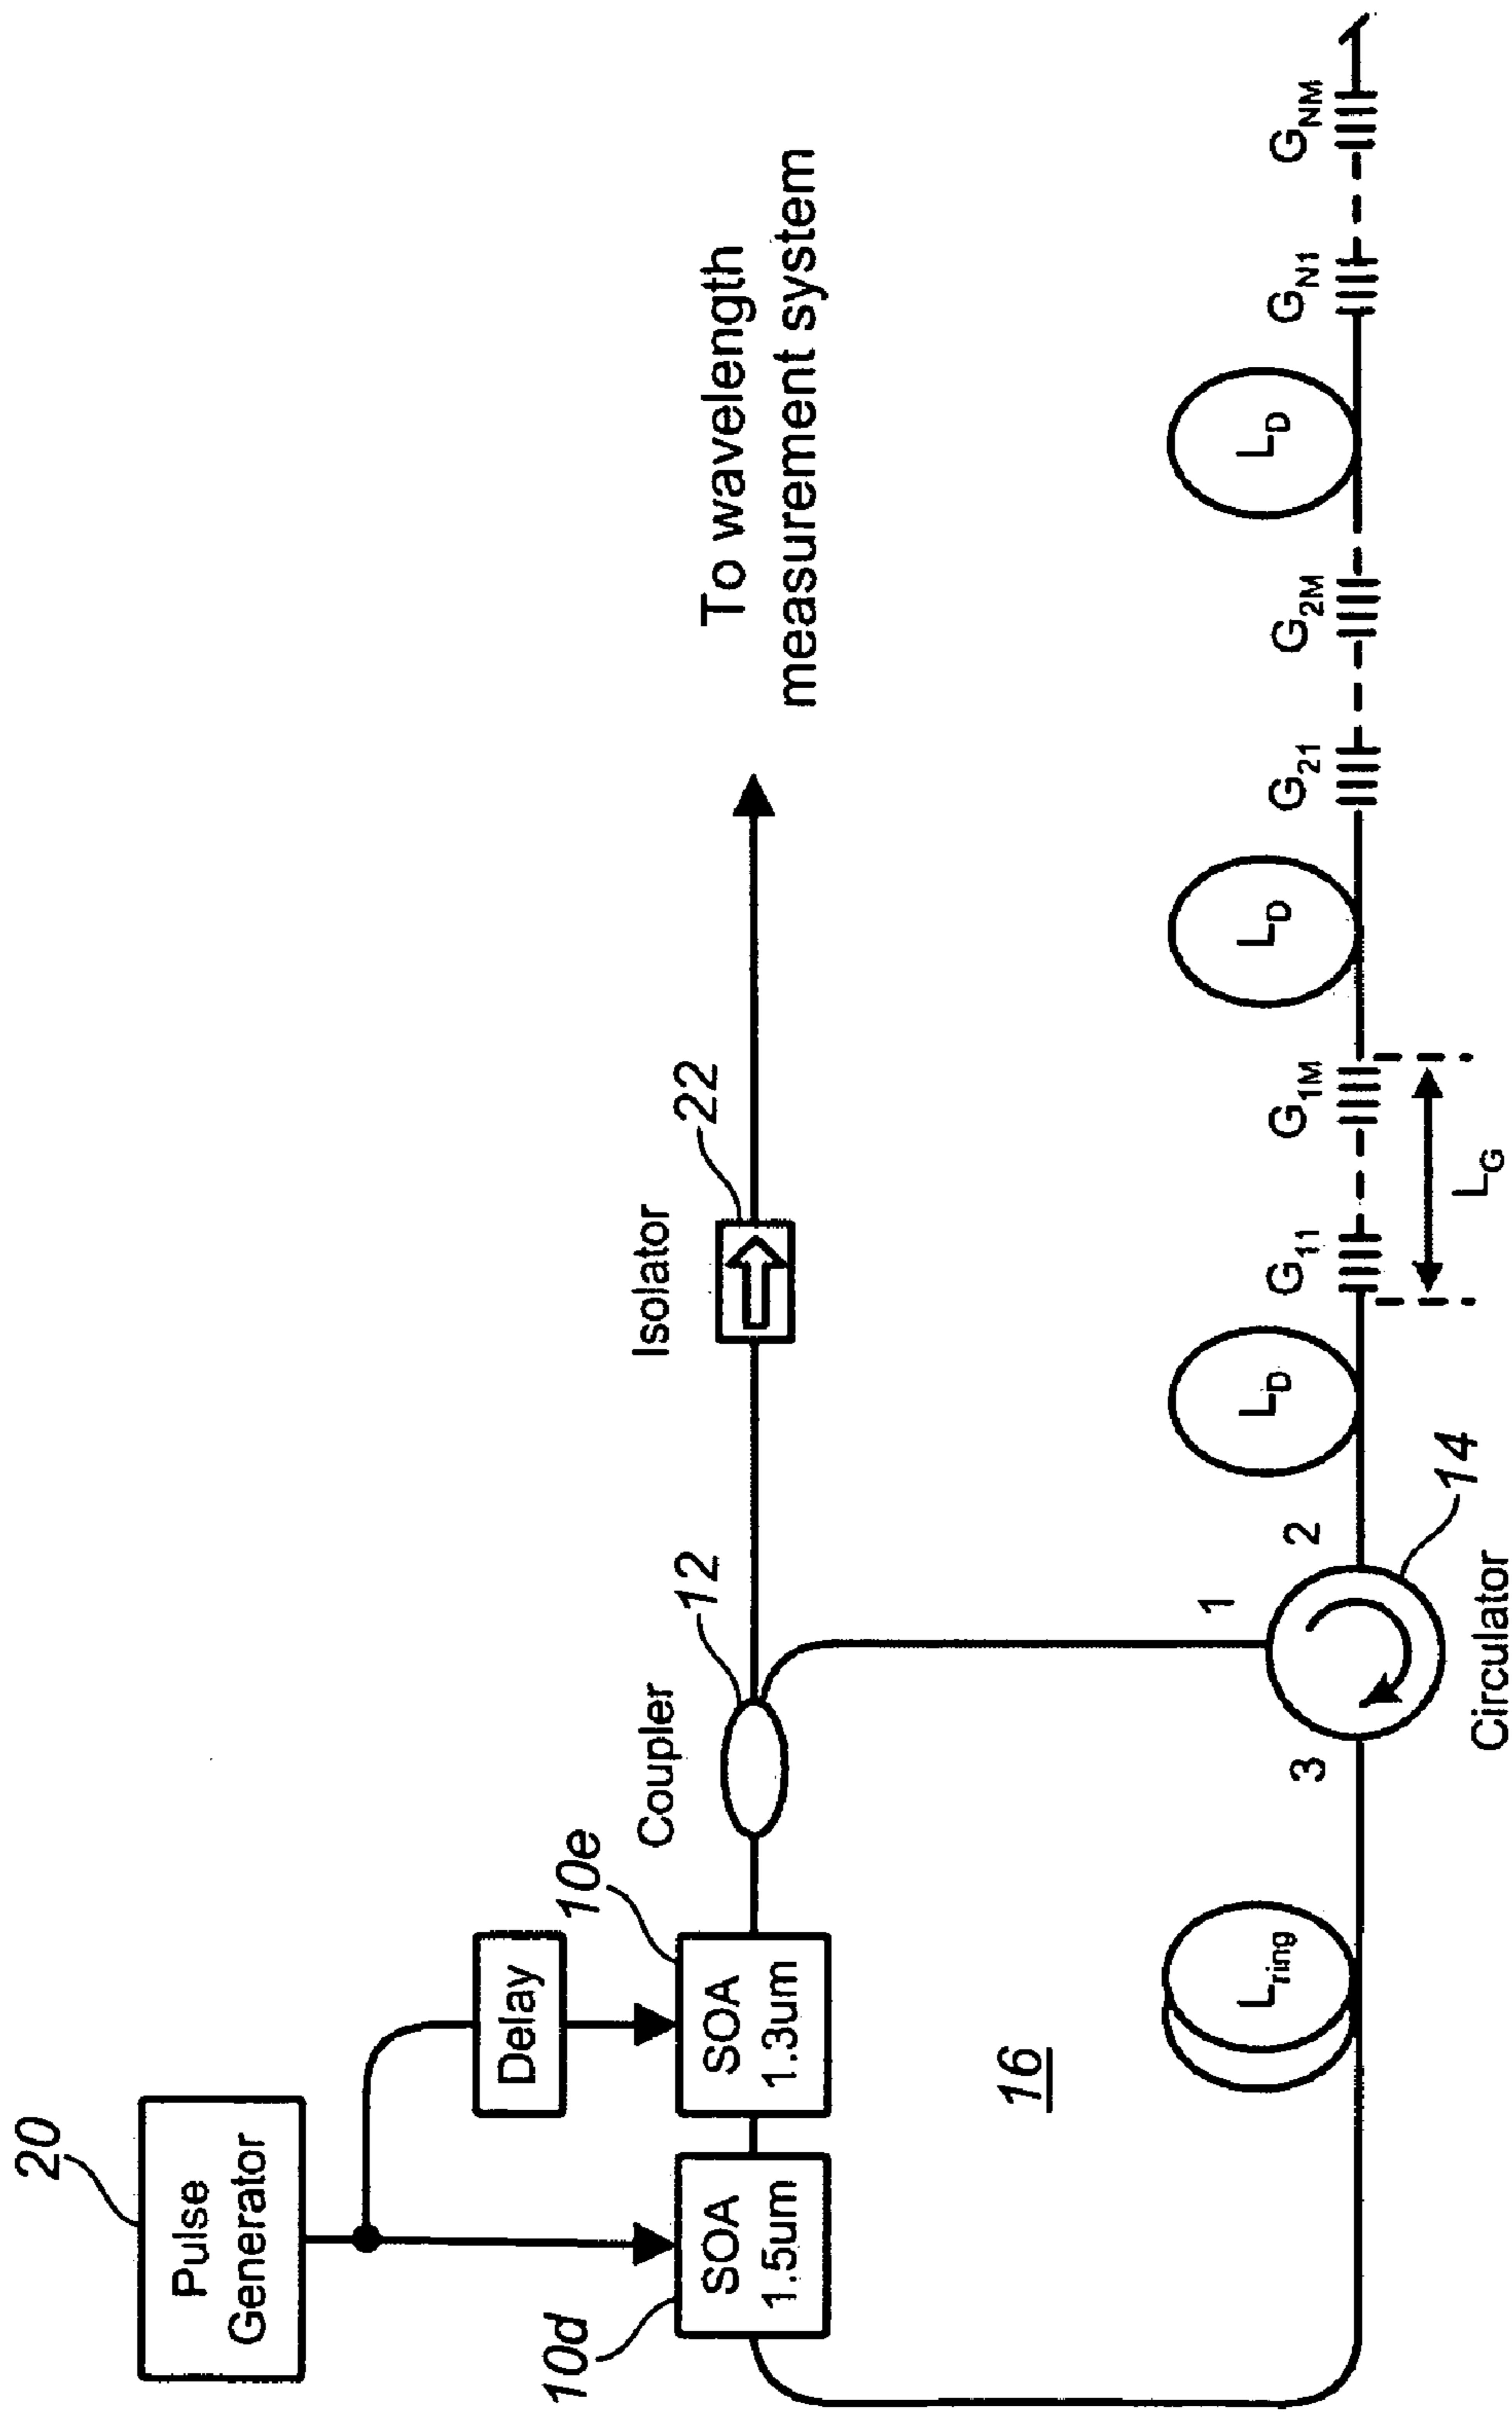 20
Pulse
Generator
Delay
10d
SOA
1.5um
10e
SOA
1.3um
Coupler
12
Isolator
22
To wavelength
measurement system
16
L_ring
3
1
2
Circulator
14
L_D
G_11
G_1M
L_G
L_D
G_21
G_2M
L_D
G_N1
G_NM